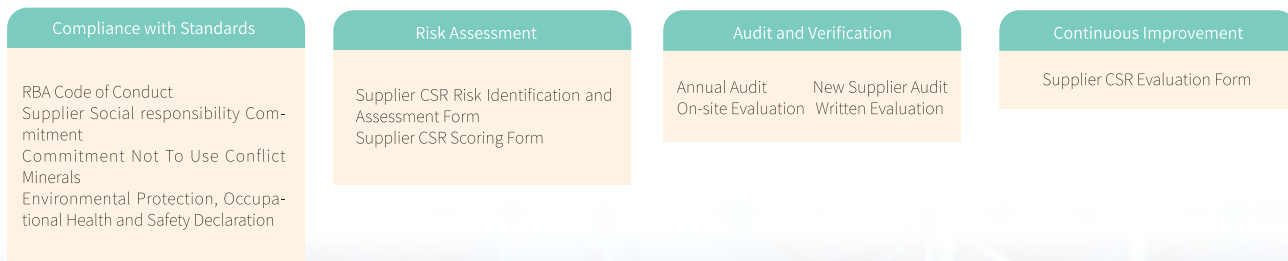 Compliance with Standards
RBA Code of Conduct
Supplier Social responsibility Com-
mitment
Commitment Not To Use Conflict
Minerals
Environmental Protection, Occupa-
tional Health and Safety Declaration
Risk Assessment
Supplier CSR Risk Identification and
Assessment Form
Supplier CSR Scoring Form
Audit and Verification
Annual Audit New Supplier Audit
On-site Evaluation Written Evaluation
Continuous Improvement
Supplier CSR Evaluation Form